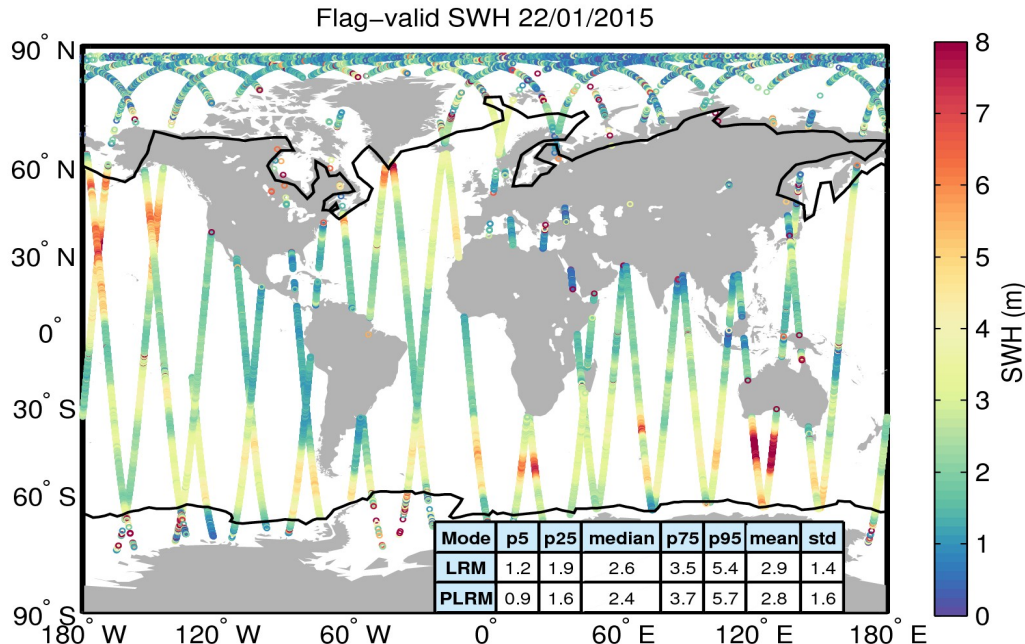 Flag−valid SWH 22/01/2015
90° N
60° N
30° N
0°
30° S
60° S
90° S
180° W 120° W 60° W 0° 60° E 120° E 180° E
Mode p5 p25 median p75 p95 mean std
LRM 1.2 1.9 2.6 3.5 5.4 2.9 1.4
PLRM 0.9 1.6 2.4 3.7 5.7 2.8 1.6
8
7
6
5
4
3
2
1
0
SWH (m)